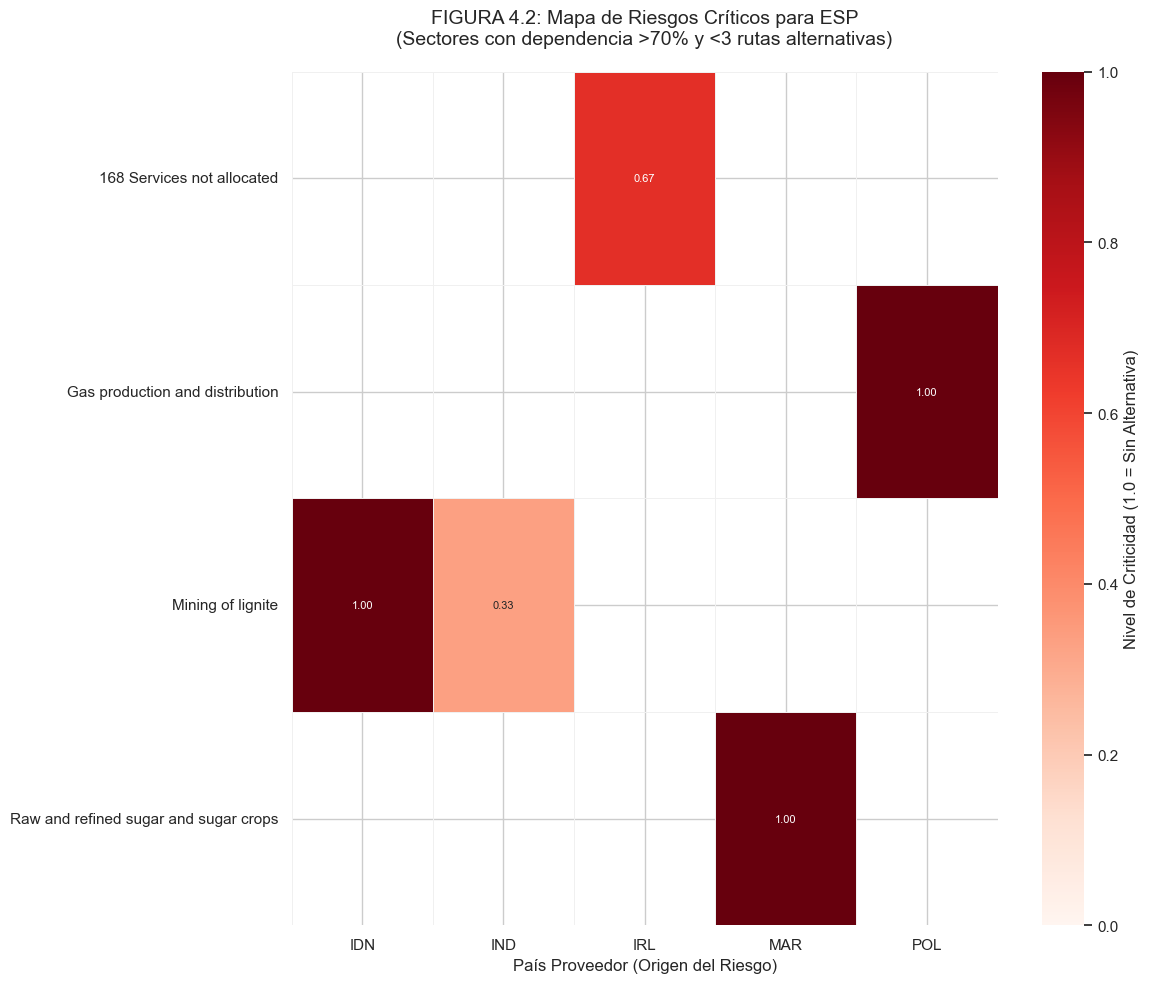 FIGURA 4.2: Mapa de Riesgos Críticos para ESP
(Sectores con dependencia >70% y <3 rutas alternativas)
168 Services not allocated
0.67
Gas production and distribution
1.00
Mining of lignite
1.00
0.33
Raw and refined sugar and sugar crops
1.00
IDN
IND
IRL
MAR
POL
País Proveedor (Origen del Riesgo)
1.0
0.8
0.6
0.4
0.2
0.0
Nivel de Criticidad (1.0 = Sin Alternativa)